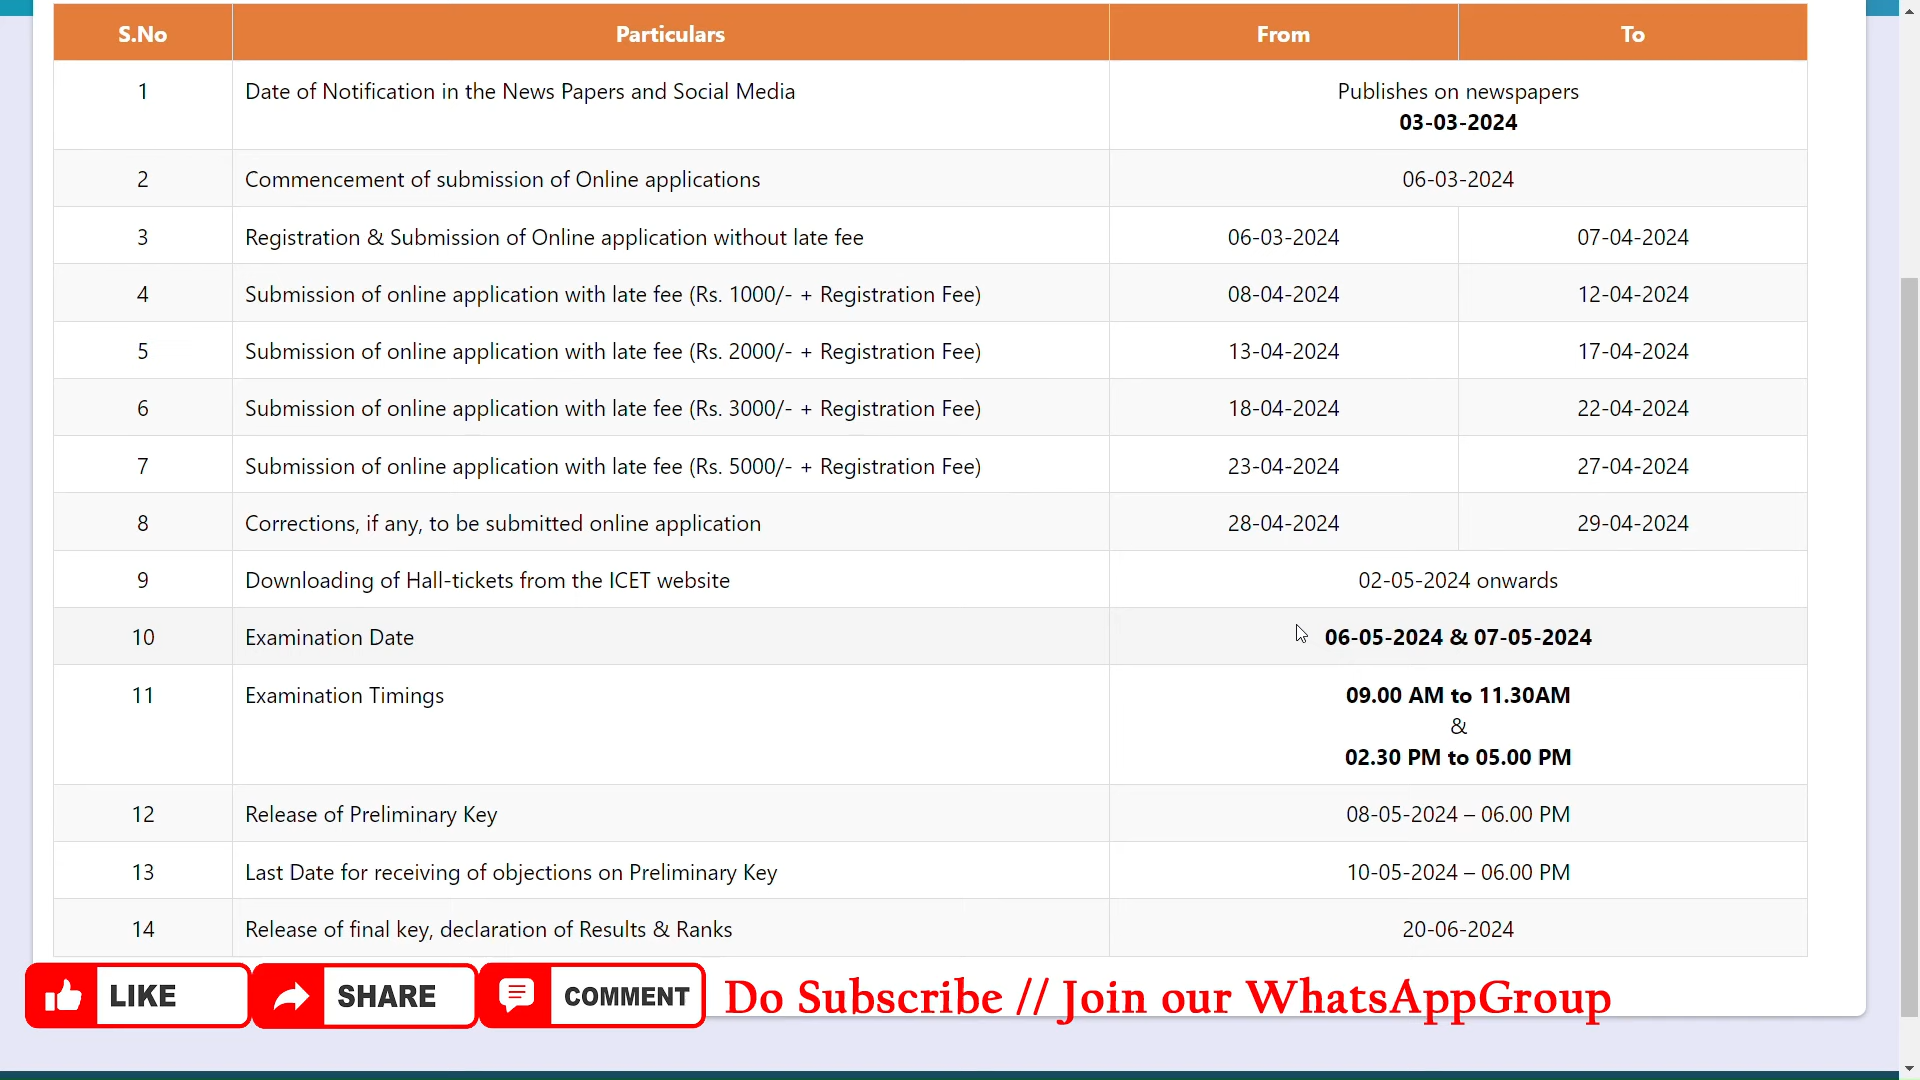 S.No Particulars From To
1 Date of Notification in the News Papers and Social Media Publishes on newspapers
03-03-2024
2 Commencement of submission of Online applications 06-03-2024
3 Registration & Submission of Online application without late fee 06-03-2024 07-04-2024
4 Submission of online application with late fee (Rs. 1000/- + Registration Fee) 08-04-2024 12-04-2024
5 Submission of online application with late fee (Rs. 2000/- + Registration Fee) 13-04-2024 17-04-2024
6 Submission of online application with late fee (Rs. 3000/- + Registration Fee) 18-04-2024 22-04-2024
7 Submission of online application with late fee (Rs. 5000/- + Registration Fee) 23-04-2024 27-04-2024
8 Corrections, if any, to be submitted online application 28-04-2024 29-04-2024
9 Downloading of Hall-tickets from the ICET website 02-05-2024 onwards
10 Examination Date 06-05-2024 & 07-05-2024
11 Examination Timings 09.00 AM to 11.30AM
&
02.30 PM to 05.00 PM
12 Release of Preliminary Key 08-05-2024 – 06.00 PM
13 Last Date for receiving of objections on Preliminary Key 10-05-2024 – 06.00 PM
14 Release of final key, declaration of Results & Ranks 20-06-2024
LIKE SHARE COMMENT Do Subscribe // Join our WhatsAppGroup